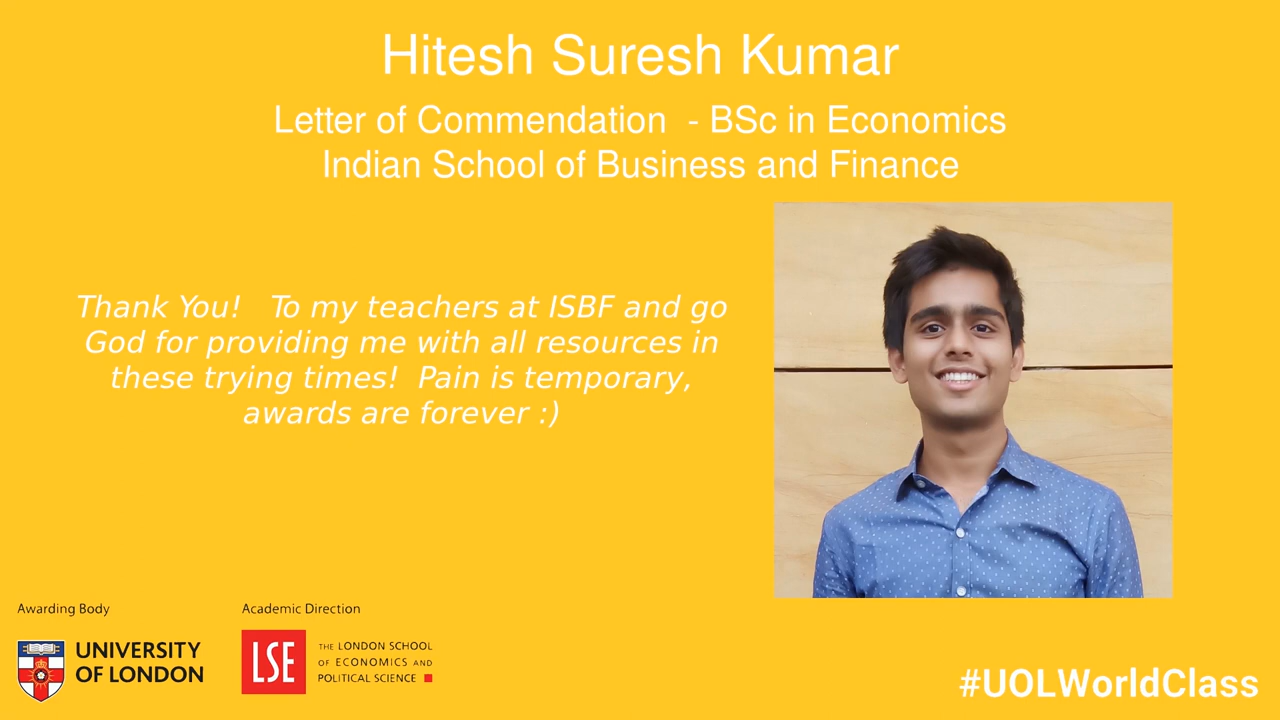 Hitesh Suresh Kumar
Letter of Commendation - BSc in Economics
Indian School of Business and Finance
Thank You! To my teachers at ISBF and go
God for providing me with all resources in
these trying times! Pain is temporary,
awards are forever :)
Awarding Body
UNIVERSITY
OF LONDON
Academic Direction
LSE
THE LONDON SCHOOL
OF ECONOMICS AND
POLITICAL SCIENCE
#UOLWorldClass